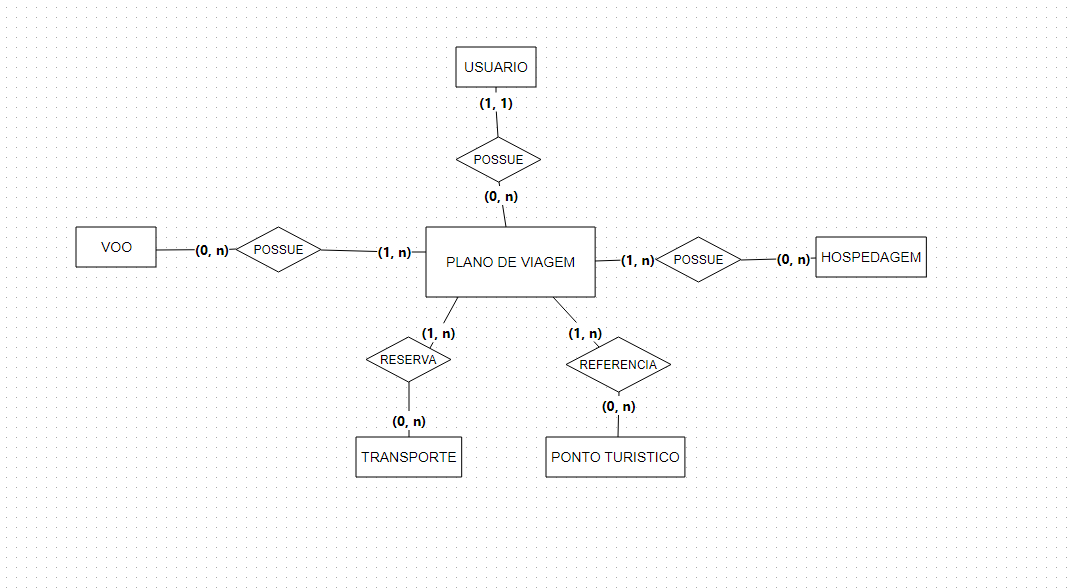 USUARIO
(1, 1)
POSSUE
(0, n)
VOO
(0, n)
POSSUE
(1, n)
PLANO DE VIAGEM
(1, n)
POSSUE
(0, n)
HOSPEDAGEM
(1, n)
(1, n)
RESERVA
REFERENCIA
(0, n)
(0, n)
TRANSPORTE
PONTO TURISTICO